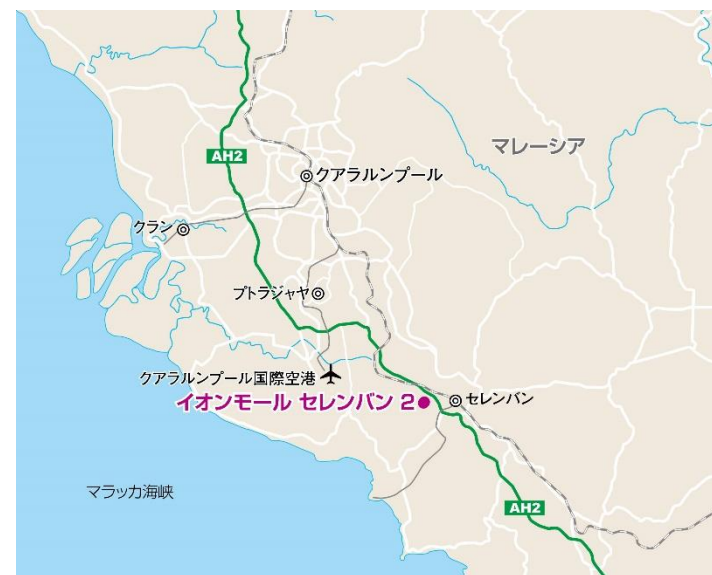 マレーシア
AH2
クアラルンプール
クラン
プトラジャヤ
クアラルンプール国際空港
イオンモール セレンバン 2
セレンバン
マラッカ海峡
AH2